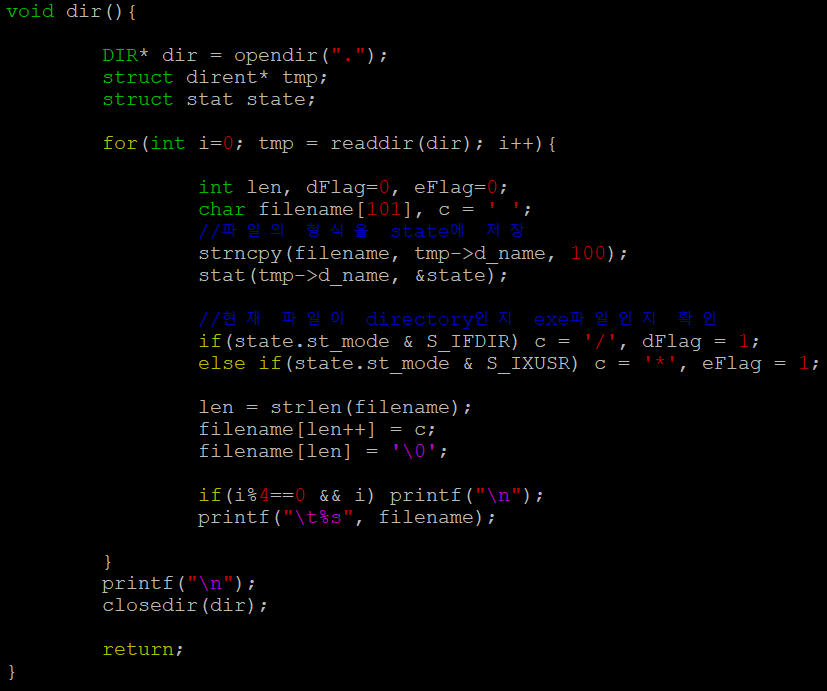 void dir(){
DIR* dir = opendir(".");
struct dirent* tmp;
struct stat state;
for(int i=0; tmp = readdir(dir); i++){
int len, dFlag=0, eFlag=0;
char filename[101], c = ' ';
//파일의 형식을 state에 저장
strncpy(filename, tmp->d_name, 100);
stat(tmp->d_name, &state);
//현재 파일이 directory인지 exe파일인지 확인
if(state.st_mode & S_IFDIR) c = '/', dFlag = 1;
else if(state.st_mode & S_IXUSR) c = '*', eFlag = 1;
len = strlen(filename);
filename[len++] = c;
filename[len] = '\0';
if(i%4==0 && i) printf("\n");
printf("\t%s", filename);
}
printf("\n");
closedir(dir);
return;
}